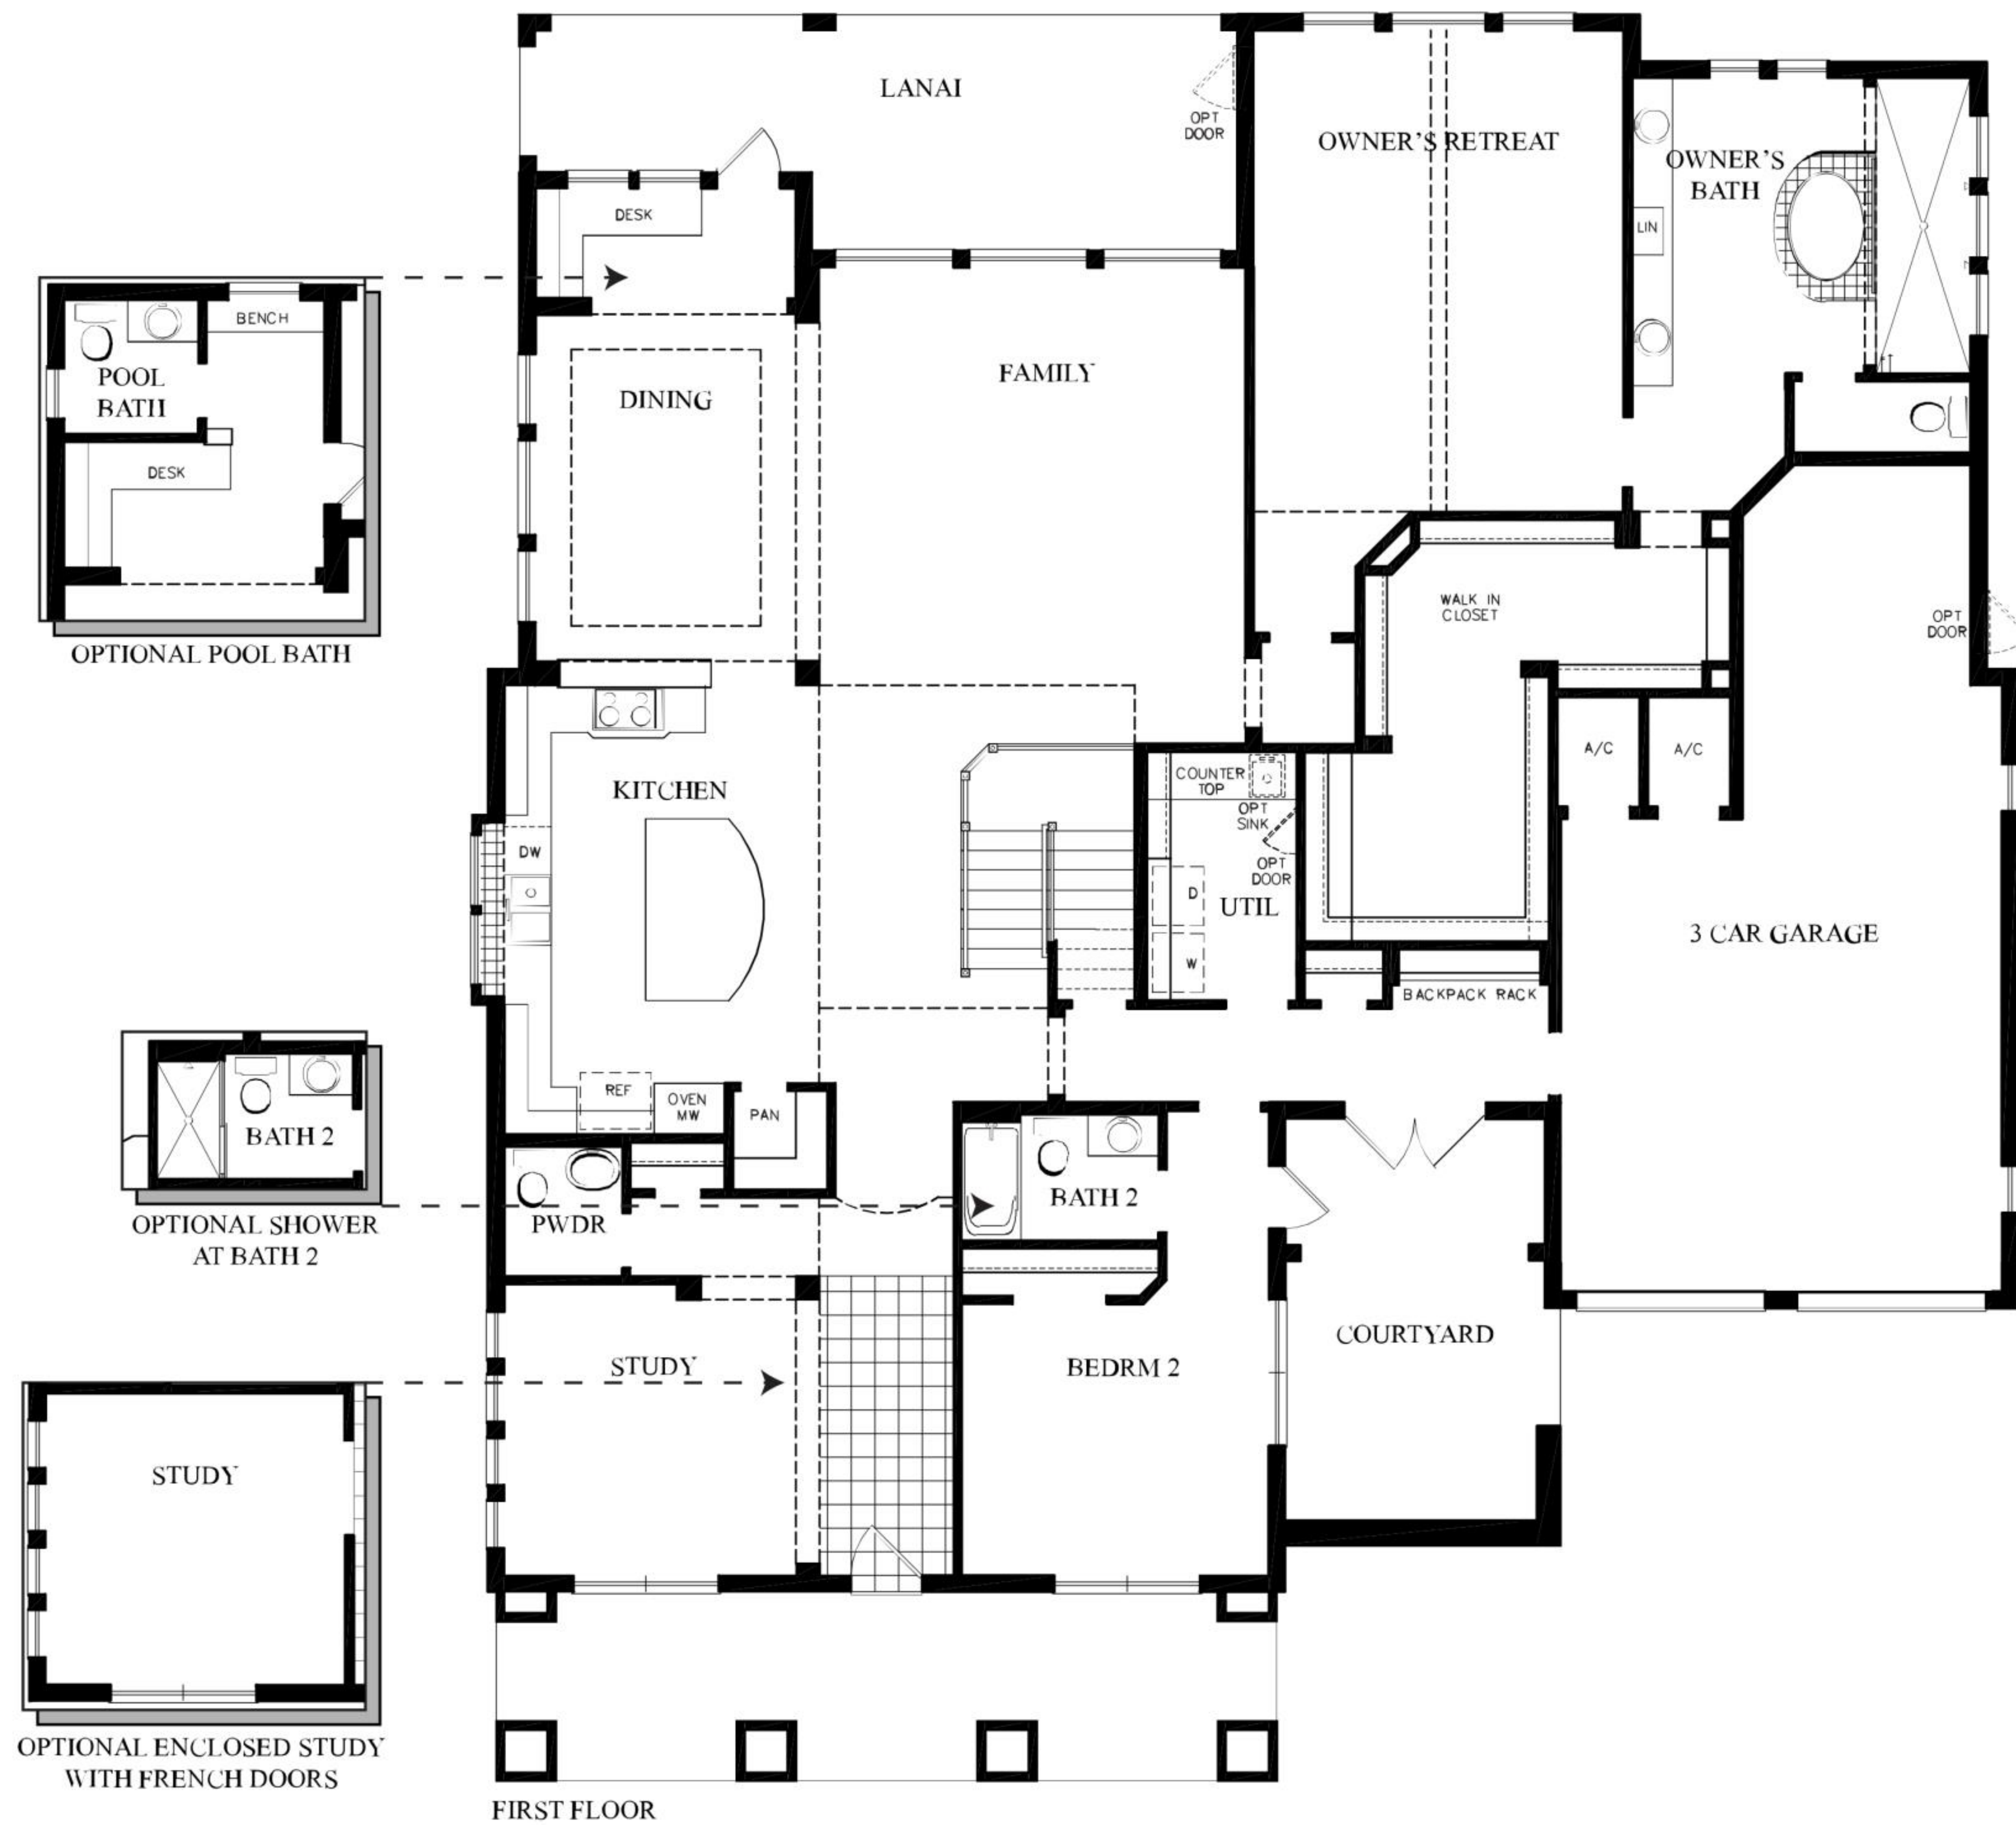 LANAI
OPT
DOOR
OWNER'S RETREAT
OWNER'S
BATH
LIN
DESK
BENCH
POOL
BATH
DESK
OPTIONAL POOL BATH
DINING
FAMILY
WALK IN
CLOSET
OPT
DOOR
A/C
A/C
KITCHEN
COUNTER
TOP
OPT
SINK
OPT
DOOR
DW
D
UTIL
W
3 CAR GARAGE
BACKPACK RACK
REF
OVEN
MW
PAN
BATH 2
OPTIONAL SHOWER
AT BATH 2
PWDR
BATH 2
STUDY
BEDRM 2
COURTYARD
STUDY
OPTIONAL ENCLOSED STUDY
WITH FRENCH DOORS
FIRST FLOOR